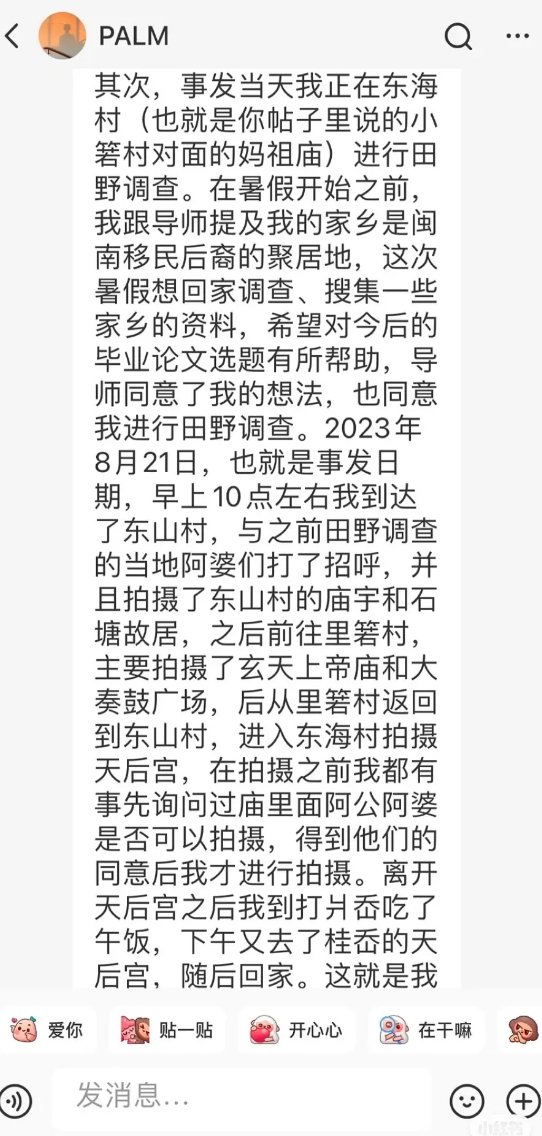 PALM
其次，事发当天我正在东海
村（也就是你帖子里说的小
箬村对面的妈祖庙）进行田
野调查。在暑假开始之前，
我跟导师提及我的家乡是闽
南移民后裔的聚居地，这次
暑假想回家调查、搜集一些
家乡的资料，希望对今后的
毕业论文选题有所帮助，导
师同意了我的想法，也同意
我进行田野调查。2023年
8月21日，也就是事发日
期，早上10点左右我到达
了东山村，与之前田野调查
的当地阿婆们打了招呼，并
且拍摄了东山村的庙宇和石
塘故居，之后前往里箬村，
主要拍摄了玄天上帝庙和大
奏鼓广场，后从里箬村返回
到东山村，进入东海村拍摄
天后宫，在拍摄之前我都有
事先询问过庙里面阿公阿婆
是否可以拍摄，得到他们的
同意后我才进行拍摄。离开
天后宫之后我到打爿岙吃了
午饭，下午又去了桂岙的天
后宫，随后回家。这就是我
爱你 贴一贴 开心心 在干嘛
发消息...
小红书